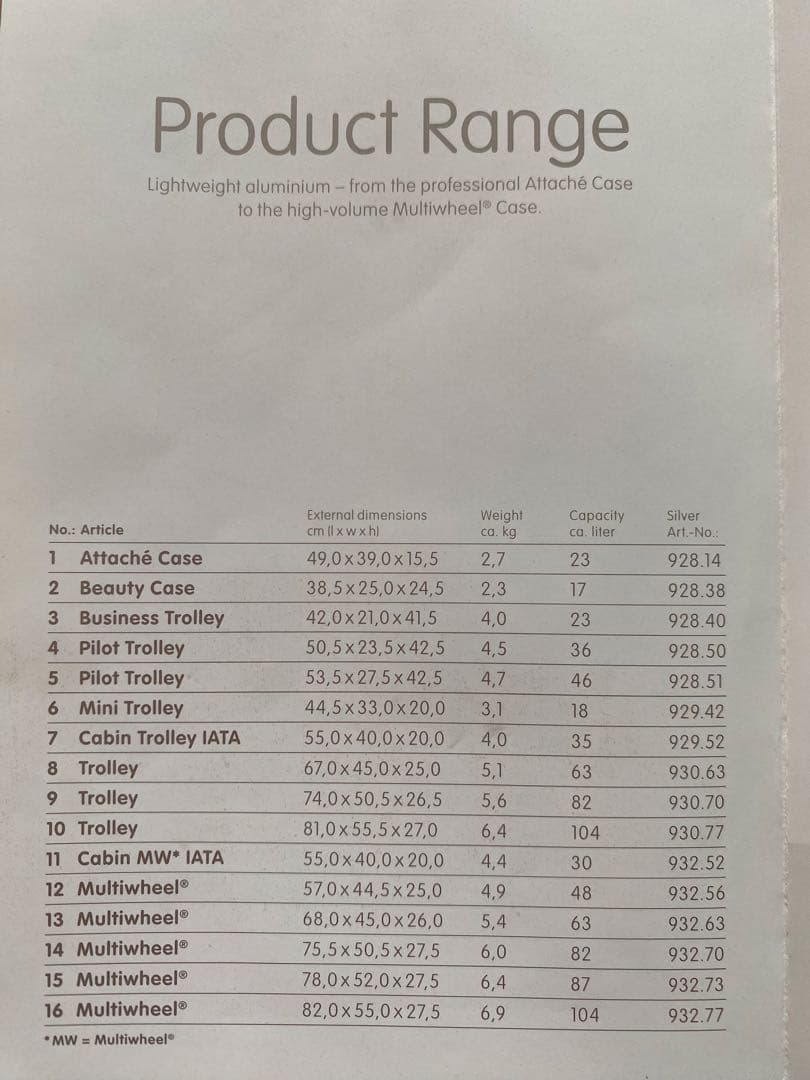 Product Range
Lightweight aluminium – from the professional Attaché Case
to the high-volume Multiwheel® Case.
External dimensions Weight Capacity Silver
No.: Article cm (l x w x h) ca. kg ca. liter Art.-No.:
1 Attaché Case 49,0 x 39,0 x 15,5 2,7 23 928.14
2 Beauty Case 38,5 x 25,0 x 24,5 2,3 17 928.38
3 Business Trolley 42,0 x 21,0 x 41,5 4,0 23 928.40
4 Pilot Trolley 50,5 x 23,5 x 42,5 4,5 36 928.50
5 Pilot Trolley 53,5 x 27,5 x 42,5 4,7 46 928.51
6 Mini Trolley 44,5 x 33,0 x 20,0 3,1 18 929.42
7 Cabin Trolley IATA 55,0 x 40,0 x 20,0 4,0 35 929.52
8 Trolley 67,0 x 45,0 x 25,0 5,1 63 930.63
9 Trolley 74,0 x 50,5 x 26,5 5,6 82 930.70
10 Trolley 81,0 x 55,5 x 27,0 6,4 104 930.77
11 Cabin MW* IATA 55,0 x 40,0 x 20,0 4,4 30 932.52
12 Multiwheel® 57,0 x 44,5 x 25,0 4,9 48 932.56
13 Multiwheel® 68,0 x 45,0 x 26,0 5,4 63 932.63
14 Multiwheel® 75,5 x 50,5 x 27,5 6,0 82 932.70
15 Multiwheel® 78,0 x 52,0 x 27,5 6,4 87 932.73
16 Multiwheel® 82,0 x 55,0 x 27,5 6,9 104 932.77
*MW = Multiwheel®